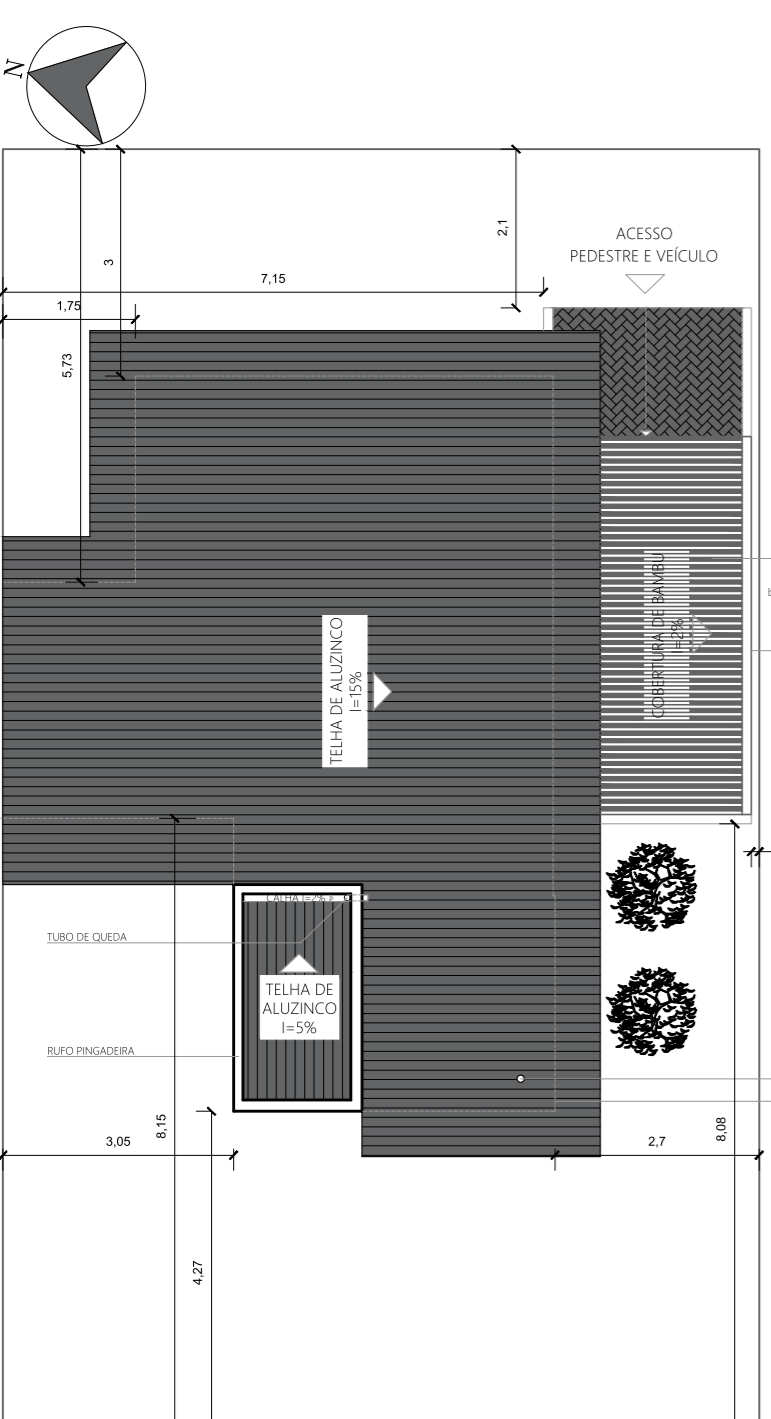 N
ACESSO
PEDESTRE E VEÍCULO
2,1
3
7,15
1,75
5,73
TELHA DE ALUZINCO
I=15%
COBERTURA DE BAMBU
I=2%
CALHA I=2%
TUBO DE QUEDA
TELHA DE
ALUZINCO
I=5%
RUFO PINGADEIRA
3,05
8,15
2,7
8,08
4,27